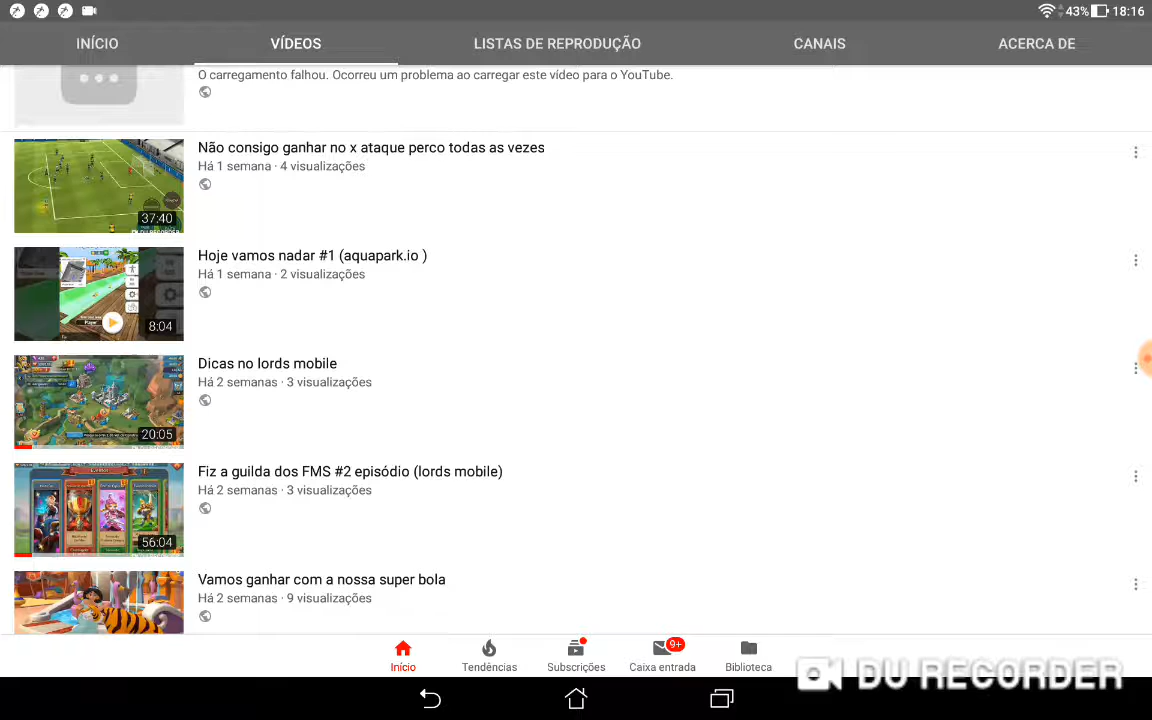 43% 18:16
INÍCIO VÍDEOS LISTAS DE REPRODUÇÃO CANAIS ACERCA DE
O carregamento falhou. Ocorreu um problema ao carregar este vídeo para o YouTube.
Não consigo ganhar no x ataque perco todas as vezes
Há 1 semana · 4 visualizações
37:40
Hoje vamos nadar #1 (aquapark.io )
Há 1 semana · 2 visualizações
8:04
Dicas no lords mobile
Há 2 semanas · 3 visualizações
20:05
Fiz a guilda dos FMS #2 episódio (lords mobile)
Há 2 semanas · 3 visualizações
56:04
Vamos ganhar com a nossa super bola
Há 2 semanas · 9 visualizações
9+
Início Tendências Subscrições Caixa entrada Biblioteca
DU RECORDER